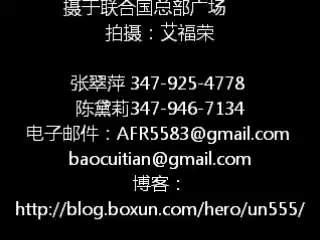 摄于联合国总部广场
拍摄：艾福荣
张翠萍 347-925-4778
陈黛莉347-946-7134
电子邮件：AFR5583@gmail.com
baocuitian@gmail.com
博客：
http://blog.boxun.com/hero/un555/